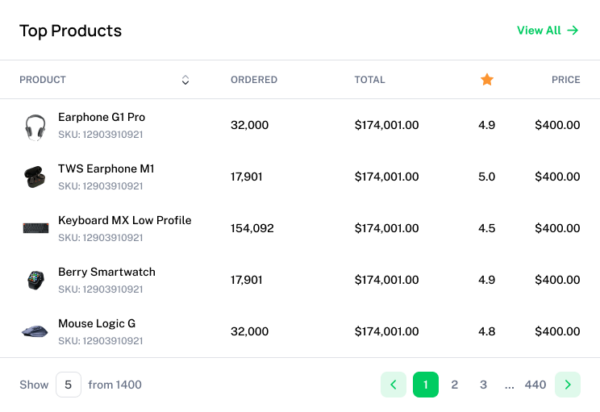 Top Products
View All
PRODUCT ORDERED TOTAL PRICE
Earphone G1 Pro
SKU: 12903910921
32,000 $174,001.00 4.9 $400.00
TWS Earphone M1
SKU: 12903910921
17,901 $174,001.00 5.0 $400.00
Keyboard MX Low Profile
SKU: 12903910921
154,092 $174,001.00 4.5 $400.00
Berry Smartwatch
SKU: 12903910921
17,901 $174,001.00 4.9 $400.00
Mouse Logic G
SKU: 12903910921
32,000 $174,001.00 4.8 $400.00
Show 5 from 1400
1 2 3 ... 440